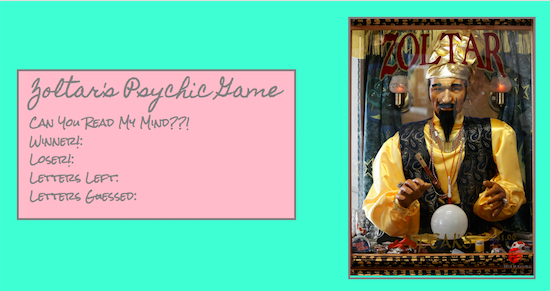 Zoltar's Psychic Game
Can You Read My Mind??!
Winner!:
Loser!:
Letters Left:
Letters Guessed:
ZOLTAR